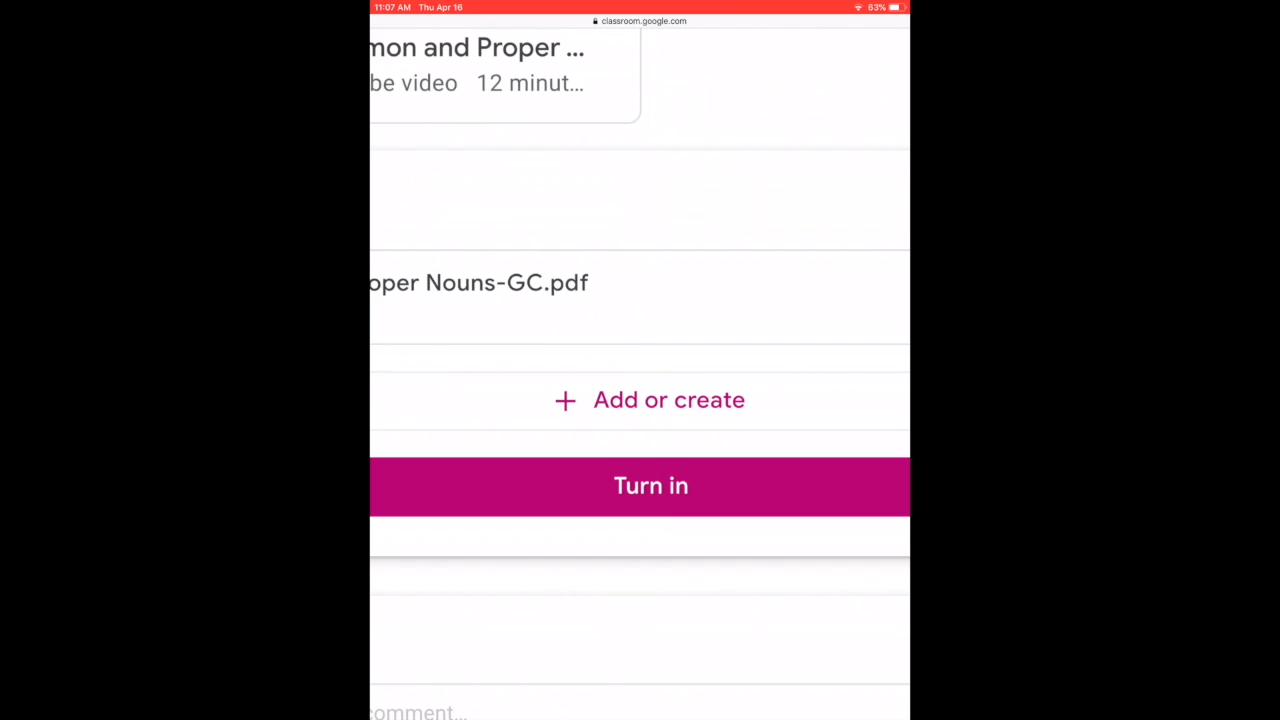 11:07 AM Thu Apr 16 63%
classroom.google.com
mon and Proper ...
be video 12 minut...
oper Nouns-GC.pdf
+ Add or create
Turn in
comment...